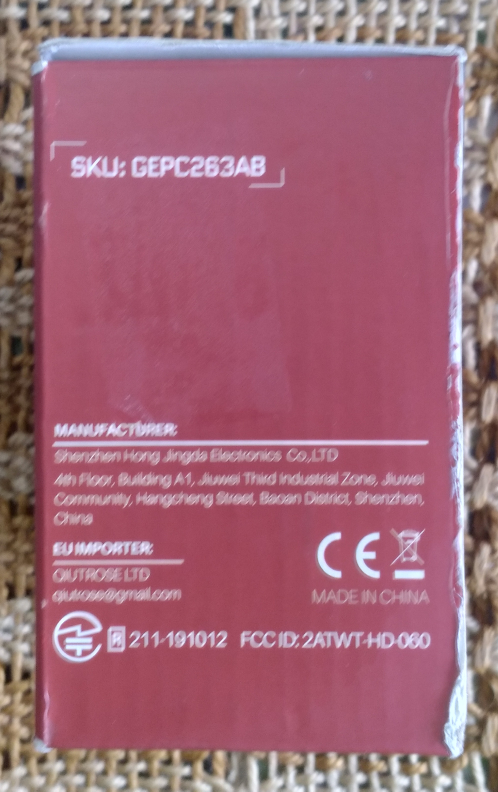 SKU: GEPC263AB
MANUFACTURER:
Shenzhen Hong Jingda Electronics Co.,LTD
4th Floor, Building A1, Jiuwei Third Industrial Zone, Jiuwei
Community, Hangcheng Street, Baoan District, Shenzhen,
China
EU IMPORTER:
QIUTROSE LTD
qiutrose@gmail.com
CE
MADE IN CHINA
R 211-191012 FCC ID: 2ATWT-HD-060